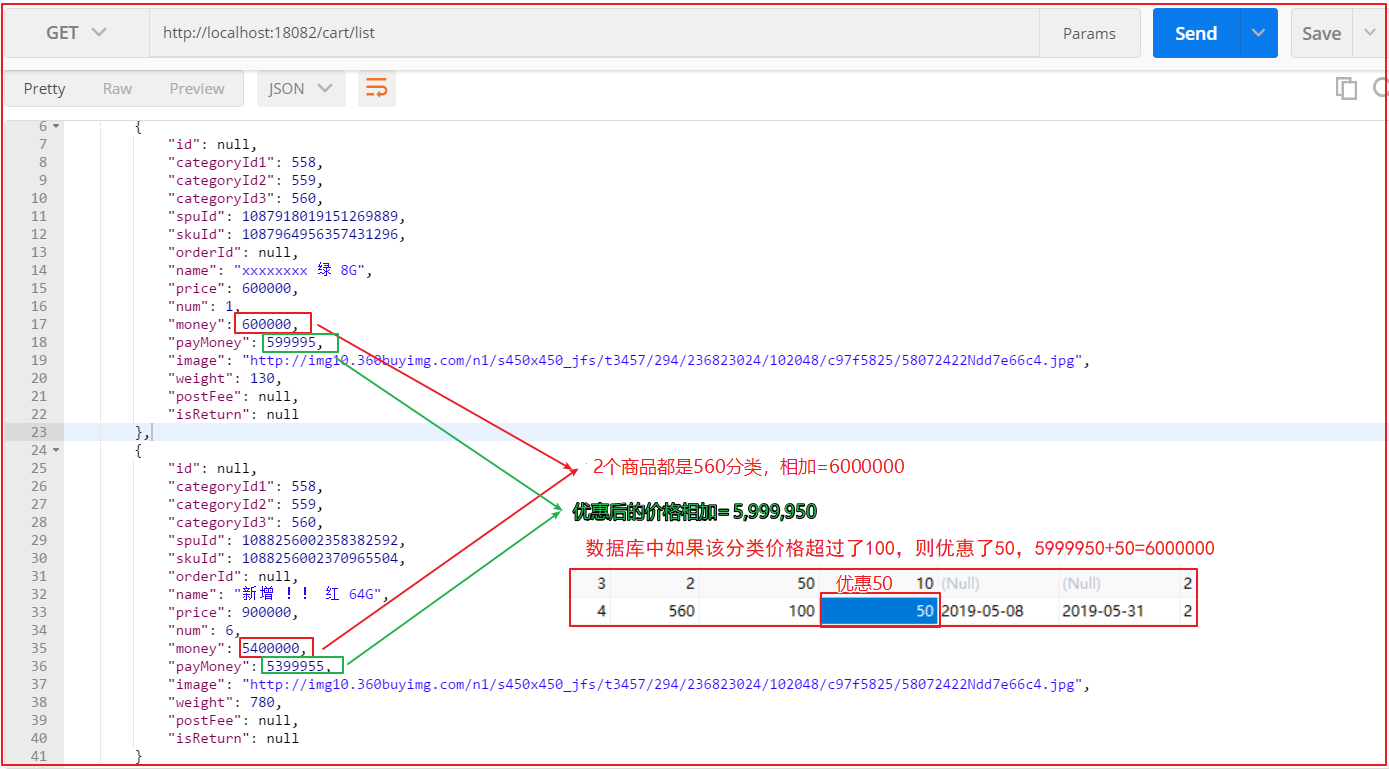 GET http://localhost:18082/cart/list Params Send Save
Pretty Raw Preview JSON
6 {
7 "id": null,
8 "categoryId1": 558,
9 "categoryId2": 559,
10 "categoryId3": 560,
11 "spuId": 1087918019151269889,
12 "skuId": 1087964956357431296,
13 "orderId": null,
14 "name": "xxxxxxxx 绿 8G",
15 "price": 600000,
16 "num": 1,
17 "money": 600000,
18 "payMoney": 599995,
19 "image": "http://img10.360buyimg.com/n1/s450x450_jfs/t3457/294/236823024/102048/c97f5825/58072422Ndd7e66c4.jpg",
20 "weight": 130,
21 "postFee": null,
22 "isReturn": null
23 },
24 {
25 "id": null,
26 "categoryId1": 558,
27 "categoryId2": 559,
28 "categoryId3": 560,
29 "spuId": 1088256002358382592,
30 "skuId": 1088256002370965504,
31 "orderId": null,
32 "name": "新增 ！！ 红 64G",
33 "price": 900000,
34 "num": 6,
35 "money": 5400000,
36 "payMoney": 5399955,
37 "image": "http://img10.360buyimg.com/n1/s450x450_jfs/t3457/294/236823024/102048/c97f5825/58072422Ndd7e66c4.jpg",
38 "weight": 780,
39 "postFee": null,
40 "isReturn": null
41 }
2个商品都是560分类，相加=6000000
优惠后的价格相加= 5,999,950
数据库中如果该分类价格超过了100，则优惠了50，5999950+50=6000000
3 2 50 优惠50 10 (Null) (Null) 2
4 560 100 50 2019-05-08 2019-05-31 2